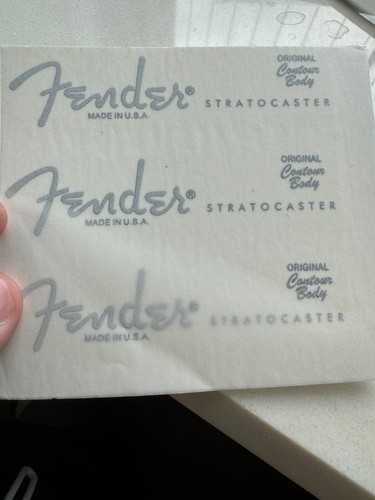 ORIGINAL
Contour
Body
Fender®
STRATOCASTER
MADE IN U.S.A.
ORIGINAL
Contour
Body
Fender®
STRATOCASTER
MADE IN U.S.A.
ORIGINAL
Contour
Body
Fender®
STRATOCASTER
MADE IN U.S.A.